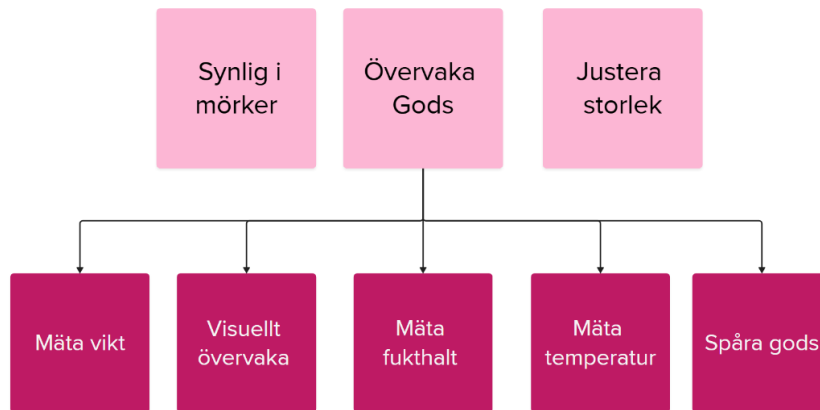 Synlig i
mörker
Övervaka
Gods
Justera
storlek
Mäta vikt
Visuellt
övervaka
Mäta
fukthalt
Mäta
temperatur
Spåra gods